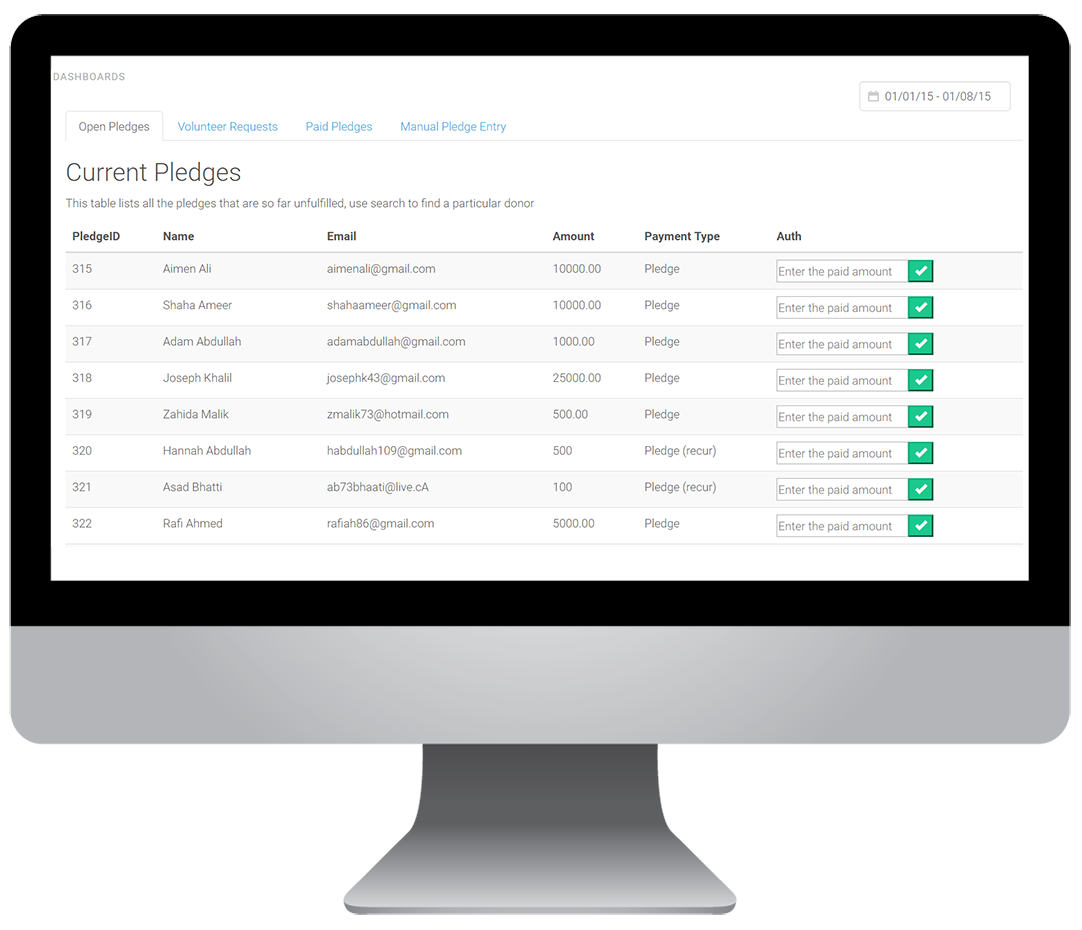 DASHBOARDS
01/01/15 - 01/08/15
Open Pledges Volunteer Requests Paid Pledges Manual Pledge Entry
Current Pledges
This table lists all the pledges that are so far unfulfilled, use search to find a particular donor
PledgeID Name Email Amount Payment Type Auth
315 Aimen Ali aimenali@gmail.com 10000.00 Pledge Enter the paid amount
316 Shaha Ameer shahaameer@gmail.com 10000.00 Pledge Enter the paid amount
317 Adam Abdullah adamabdullah@gmail.com 1000.00 Pledge Enter the paid amount
318 Joseph Khalil josephk43@gmail.com 25000.00 Pledge Enter the paid amount
319 Zahida Malik zmalik73@hotmail.com 500.00 Pledge Enter the paid amount
320 Hannah Abdullah habdullah109@gmail.com 500 Pledge (recur) Enter the paid amount
321 Asad Bhatti ab73bhaati@live.cA 100 Pledge (recur) Enter the paid amount
322 Rafi Ahmed rafiah86@gmail.com 5000.00 Pledge Enter the paid amount